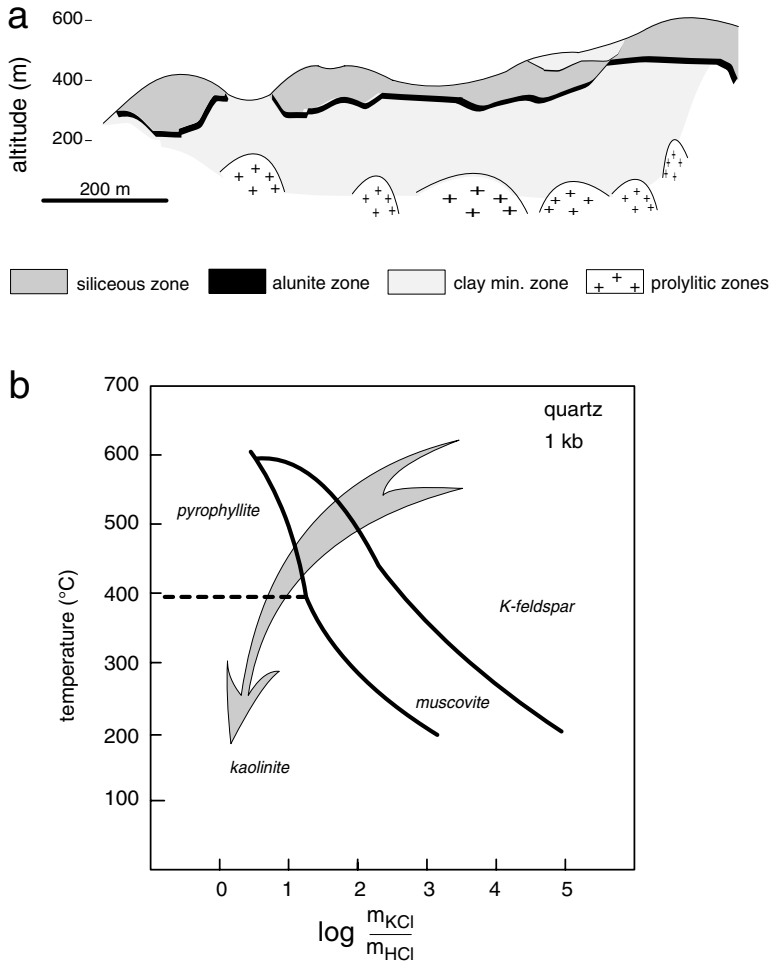 a
600
400
200
altitude (m)
200 m
siliceous zone
alunite zone
clay min. zone
prolylitic zones
b
700
600
500
400
300
200
100
temperature (°C)
quartz
1 kb
pyrophyllite
K-feldspar
muscovite
kaolinite
0 1 2 3 4 5
log mKCl
mHCl